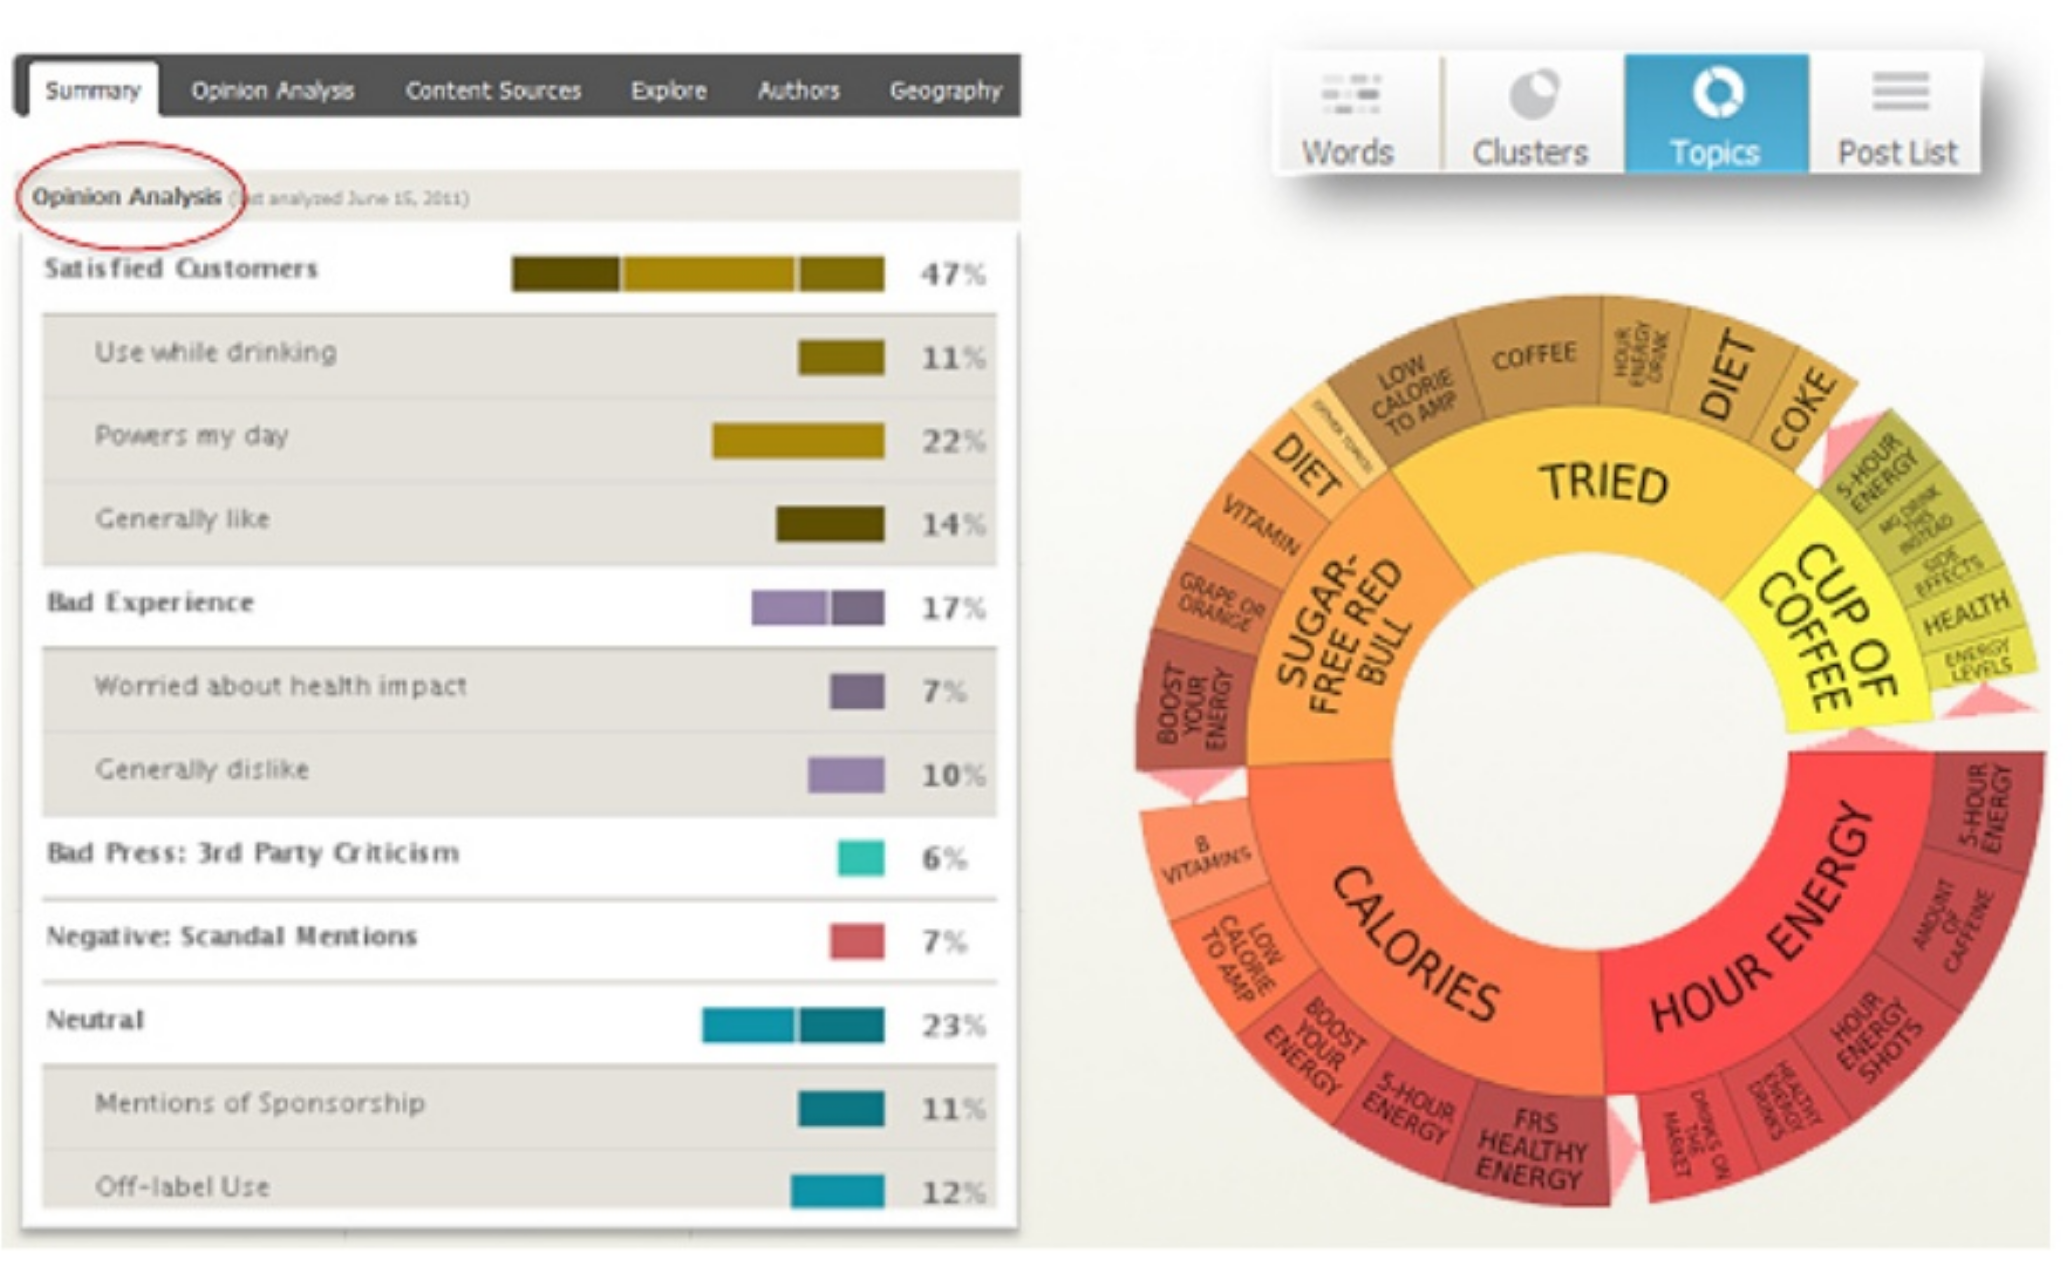 Summary Opinion Analysis Content Sources Explore Authors Geography
Opinion Analysis (last analyzed June 15, 2011)
Satisfied Customers 47%
Use while drinking 11%
Powers my day 22%
Generally like 14%
Bad Experience 17%
Worried about health impact 7%
Generally dislike 10%
Bad Press: 3rd Party Criticism 6%
Negative: Scandal Mentions 7%
Neutral 23%
Mentions of Sponsorship 11%
Off-label Use 12%
Words Clusters Topics Post List
TRIED
LOW
CALORIE
TO AMP
COFFEE
HOUR
ENERGY
DRINK
DIET
COKE
CUP OF
COFFEE
5-HOUR
ENERGY
MG DRINK
THIS
INSTEAD
SIDE
EFFECTS
HEALTH
ENERGY
LEVELS
HOUR ENERGY
5-HOUR
ENERGY
AMOUNT
OF
CAFFEINE
HOUR
ENERGY
SHOTS
HEALTHY
ENERGY
DRINKS
DRINKS ON
THE
MARKET
CALORIES
FRS
HEALTHY
ENERGY
5-HOUR
ENERGY
BOOST
YOUR
ENERGY
LOW
CALORIE
TO AMP
B
VITAMINS
SUGAR-
FREE RED
BULL
BOOST
YOUR
ENERGY
GRAPE OR
ORANGE
VITAMIN
DIET